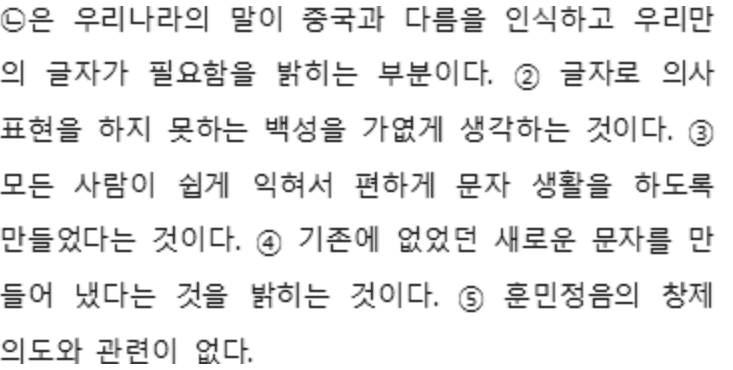 ㉡은 우리나라의 말이 중국과 다름을 인식하고 우리만
의 글자가 필요함을 밝히는 부분이다. ② 글자로 의사
표현을 하지 못하는 백성을 가엾게 생각하는 것이다. ③
모든 사람이 쉽게 익혀서 편하게 문자 생활을 하도록
만들었다는 것이다. ④ 기존에 없었던 새로운 문자를 만
들어 냈다는 것을 밝히는 것이다. ⑤ 훈민정음의 창제
의도와 관련이 없다.